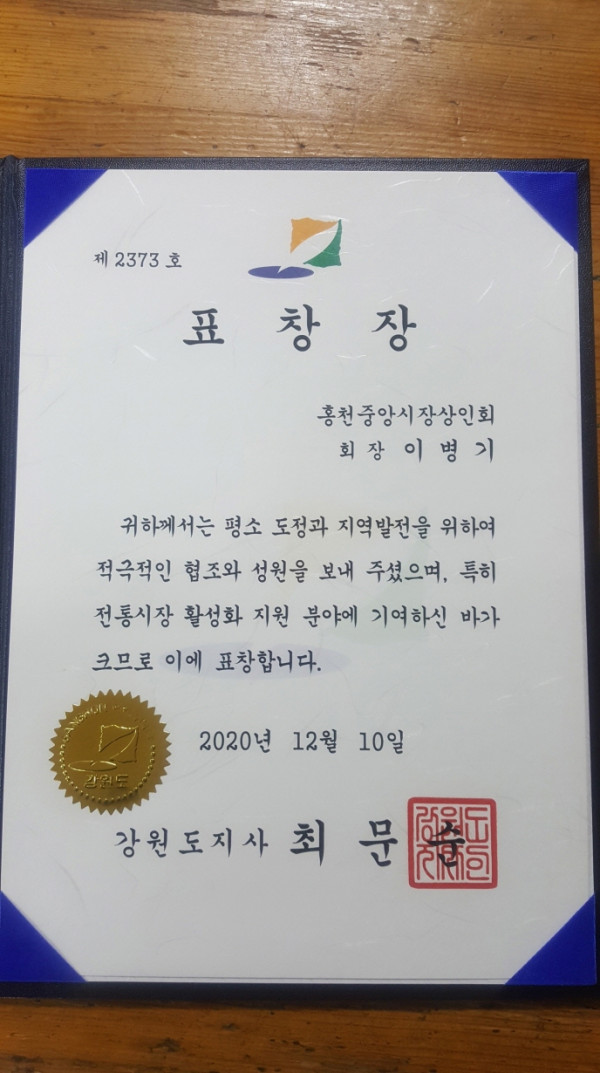 제 2373 호
표 창 장
홍천중앙시장상인회
회 장 이 병 기
귀하께서는 평소 도정과 지역발전을 위하여
적극적인 협조와 성원을 보내 주셨으며, 특히
전통시장 활성화 지원 분야에 기여하신 바가
크므로 이에 표창합니다.
2020년 12월 10일
강원도
강원도지사 최 문 순